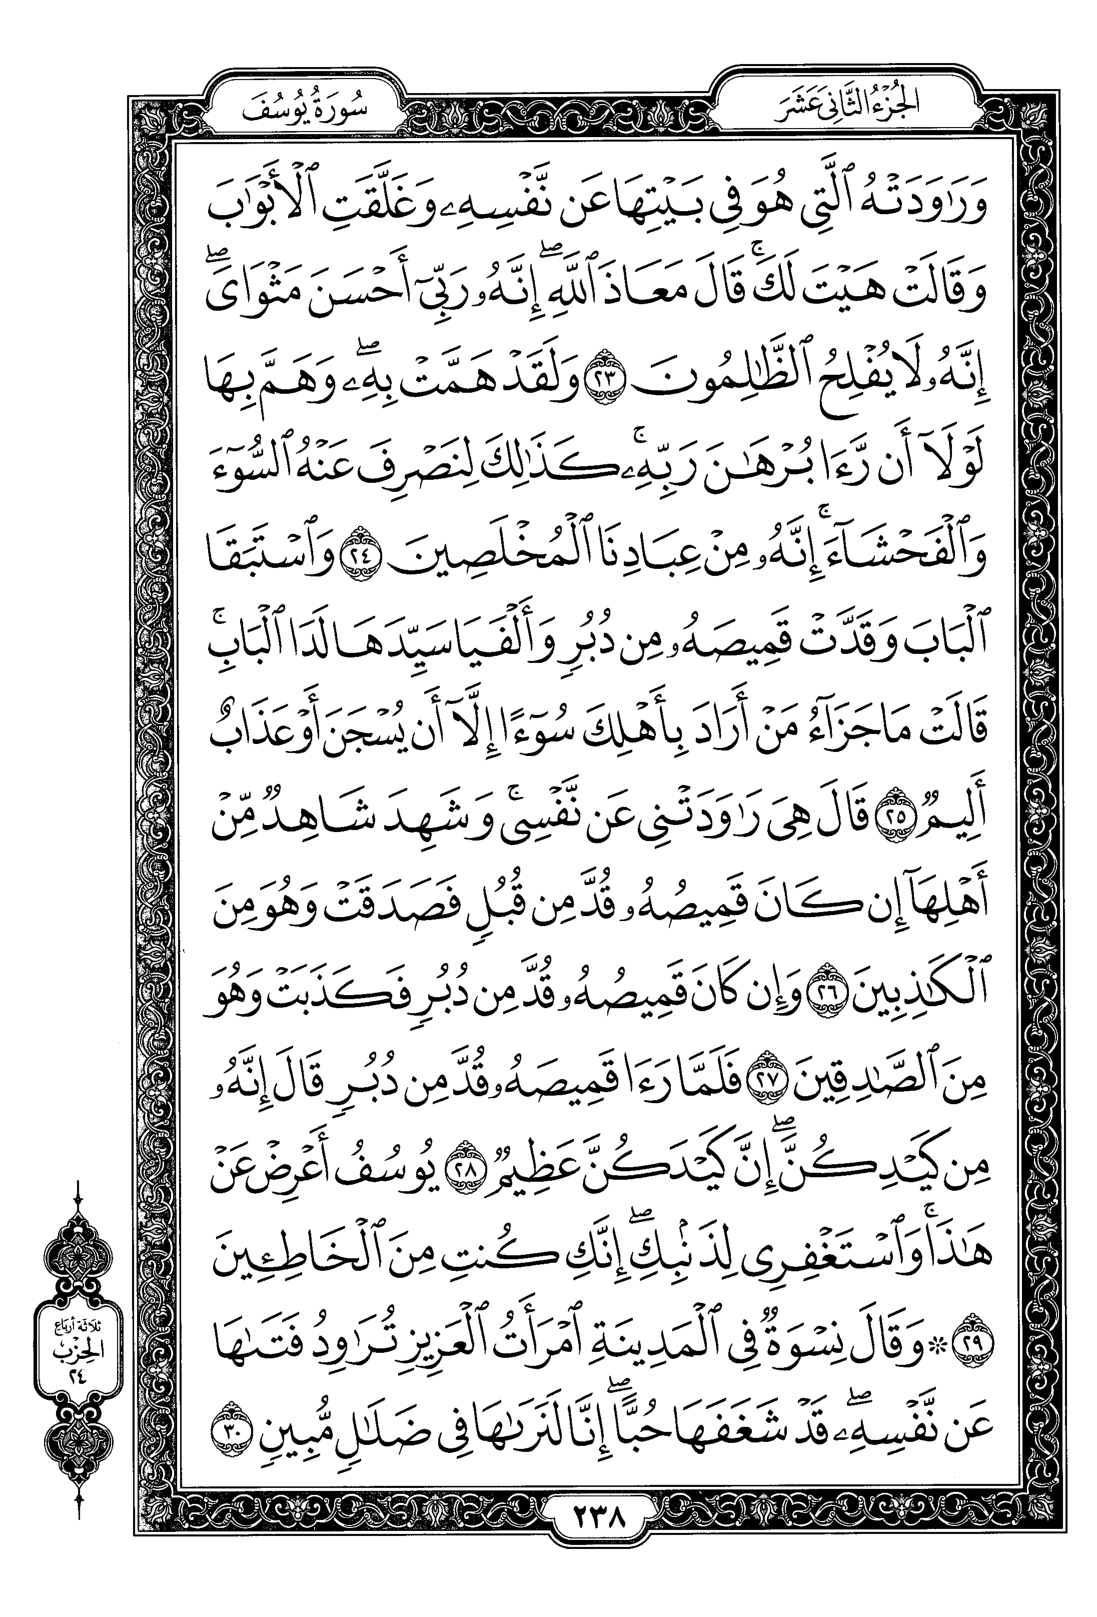 الجُزْءُ الثَّانِيَ عَشَرَ
سُورَةُ يُوسُفَ
وَرَٰوَدَتْهُ ٱلَّتِى هُوَ فِى بَيْتِهَا عَن نَّفْسِهِۦ وَغَلَّقَتِ ٱلْأَبْوَٰبَ
وَقَالَتْ هَيْتَ لَكَ ۚ قَالَ مَعَاذَ ٱللَّهِ ۖ إِنَّهُۥ رَبِّىٓ أَحْسَنَ مَثْوَاىَ ۖ
إِنَّهُۥ لَا يُفْلِحُ ٱلظَّٰلِمُونَ ٢٣ وَلَقَدْ هَمَّتْ بِهِۦ ۖ وَهَمَّ بِهَا
لَوْلَآ أَن رَّءَا بُرْهَٰنَ رَبِّهِۦ ۚ كَذَٰلِكَ لِنَصْرِفَ عَنْهُ ٱلسُّوٓءَ
وَٱلْفَحْشَآءَ ۚ إِنَّهُۥ مِنْ عِبَادِنَا ٱلْمُخْلَصِينَ ٢٤ وَٱسْتَبَقَا
ٱلْبَابَ وَقَدَّتْ قَمِيصَهُۥ مِن دُبُرٍ وَأَلْفَيَا سَيِّدَهَا لَدَا ٱلْبَابِ ۚ
قَالَتْ مَا جَزَآءُ مَنْ أَرَادَ بِأَهْلِكَ سُوٓءًا إِلَّآ أَن يُسْجَنَ أَوْ عَذَابٌ
أَلِيمٌ ٢٥ قَالَ هِىَ رَٰوَدَتْنِى عَن نَّفْسِى ۚ وَشَهِدَ شَاهِدٌ مِّنْ
أَهْلِهَآ إِن كَانَ قَمِيصُهُۥ قُدَّ مِن قُبُلٍ فَصَدَقَتْ وَهُوَ مِنَ
ٱلْكَٰذِبِينَ ٢٦ وَإِن كَانَ قَمِيصُهُۥ قُدَّ مِن دُبُرٍ فَكَذَبَتْ وَهُوَ
مِنَ ٱلصَّٰدِقِينَ ٢٧ فَلَمَّا رَءَا قَمِيصَهُۥ قُدَّ مِن دُبُرٍ قَالَ إِنَّهُۥ
مِن كَيْدِكُنَّ ۖ إِنَّ كَيْدَكُنَّ عَظِيمٌ ٢٨ يُوسُفُ أَعْرِضْ عَنْ
هَٰذَا ۚ وَٱسْتَغْفِرِى لِذَنۢبِكِ ۖ إِنَّكِ كُنتِ مِنَ ٱلْخَاطِـِٔينَ
٢٩ ۞ وَقَالَ نِسْوَةٌ فِى ٱلْمَدِينَةِ ٱمْرَأَتُ ٱلْعَزِيزِ تُرَٰوِدُ فَتَىٰهَا
عَن نَّفْسِهِۦ ۖ قَدْ شَغَفَهَا حُبًّا ۖ إِنَّا لَنَرَىٰهَا فِى ضَلَٰلٍ مُّبِينٍ ٣٠
ثلاثة أرباع
الحِزْب
٢٤
٢٣٨